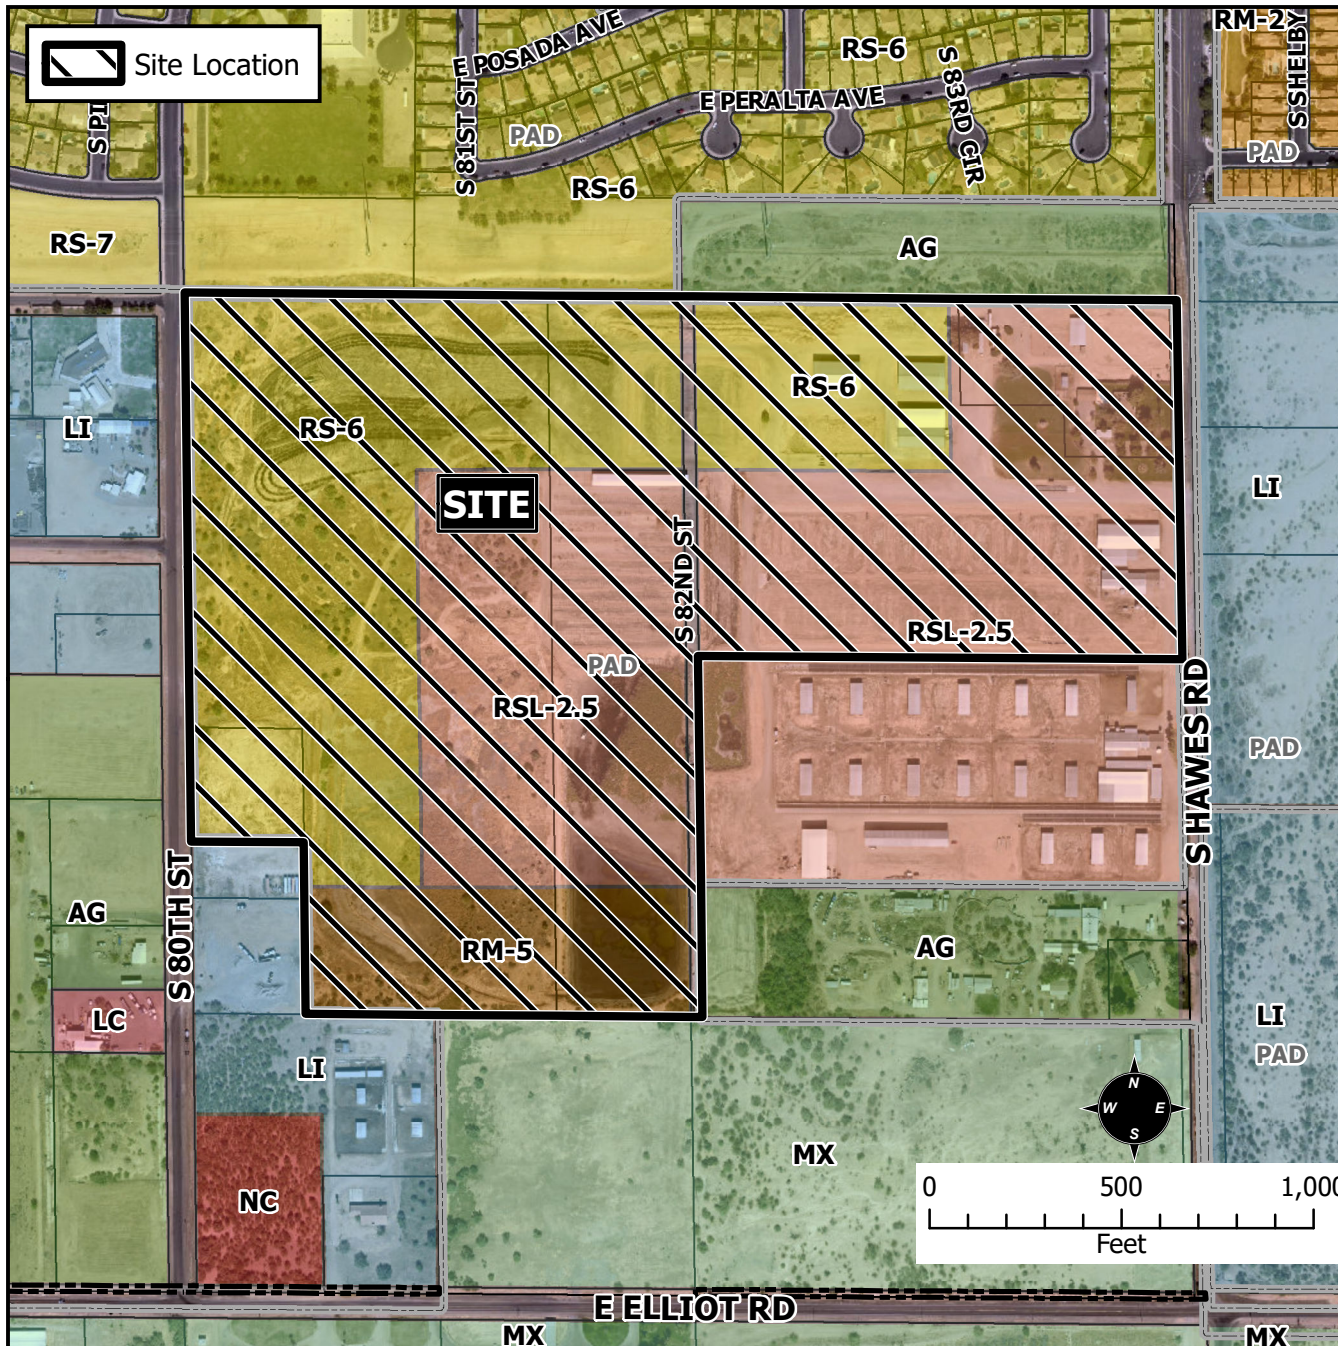 Site Location
RM-2
S SHELBY
PAD
E POSADA AVE
RS-6
S 83RD CIR
E PERALTA AVE
S 81ST ST
PAD
RS-6
RS-7
AG
LI
RS-6
RS-6
SITE
LI
S 82ND ST
RSL-2.5
PAD
RSL-2.5
PAD
S HAWES RD
S 80TH ST
AG
RM-5
AG
LC
LI
LI
PAD
N
W E
S
MX
NC
0 500
Feet
E ELLIOT RD
MX
MX